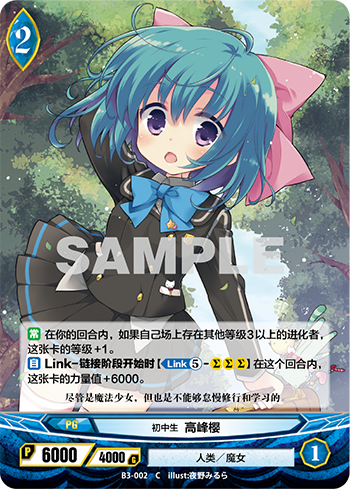 2
SAMPLE
常 在你的回合内，如果自己场上存在其他等级3以上的进化者，
这张卡的等级+1。
自 Link-链接阶段开始时【Link 5-ΣΣΣ】在这个回合内，
这张卡的力量值+6000。
尽管是魔法少女，但也是不能够怠慢修行和学习的
PG
初中生 高峰樱
P 6000 / 4000 G
人类／魔女
1
B3-002 C illust:夜野みるら